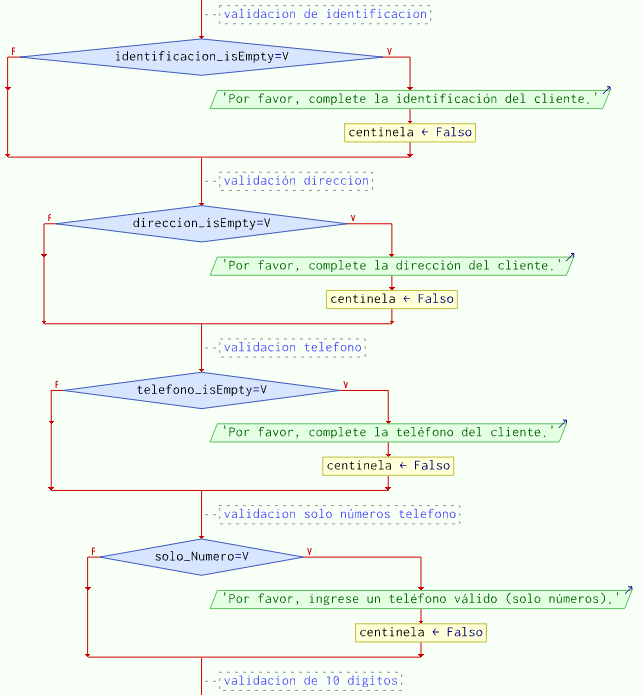 validacion de identificacion
F
identificacion_isEmpty=V
V
'Por favor, complete la identificación del cliente.'
centinela ← Falso
validación direccion
F
direccion_isEmpty=V
V
'Por favor, complete la dirección del cliente.'
centinela ← Falso
validacion telefono
F
telefono_isEmpty=V
V
'Por favor, complete la teléfono del cliente.'
centinela ← Falso
validacion solo números telefono
F
solo_Numero=V
V
'Por favor, ingrese un teléfono válido (solo números).'
centinela ← Falso
validacion de 10 digitos